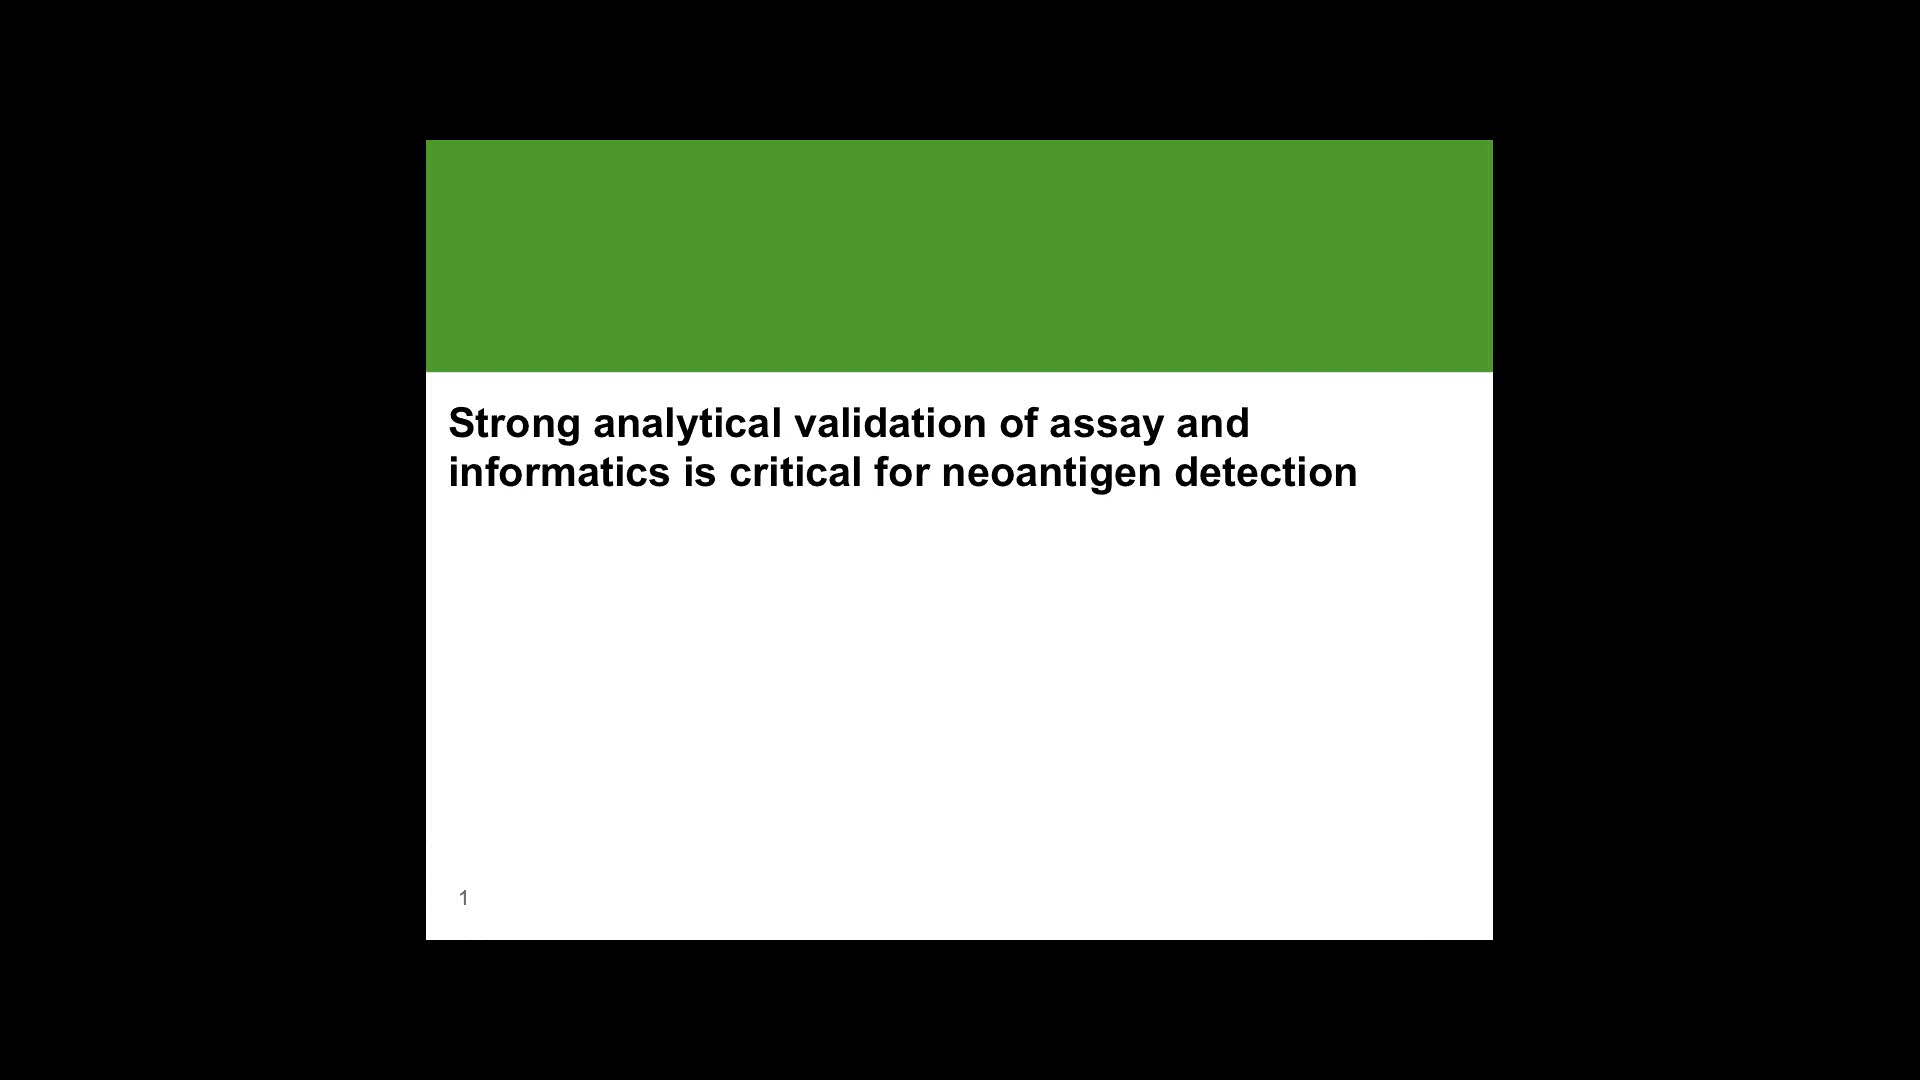 Strong analytical validation of assay and
informatics is critical for neoantigen detection
1